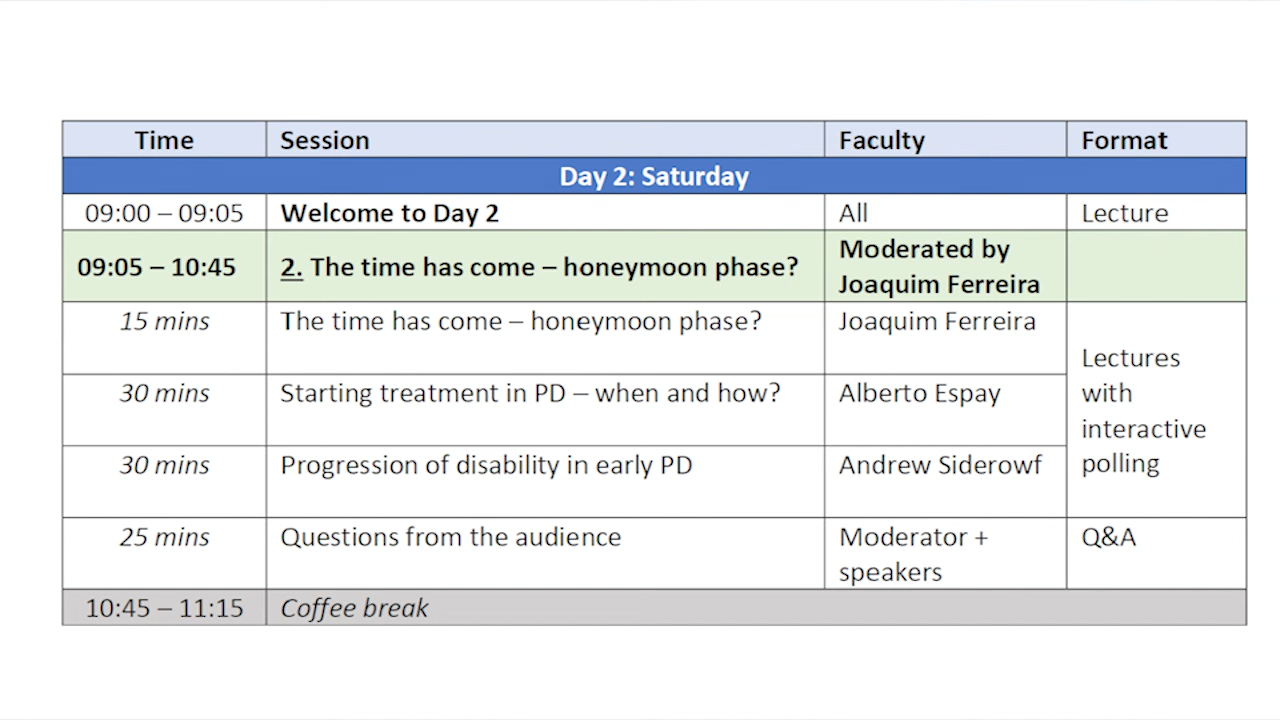 Time Session Faculty Format
Day 2: Saturday
09:00 – 09:05 Welcome to Day 2 All Lecture
09:05 – 10:45 2. The time has come – honeymoon phase? Moderated by
Joaquim Ferreira
15 mins The time has come – honeymoon phase? Joaquim Ferreira
Lectures
with
interactive
polling
30 mins Starting treatment in PD – when and how? Alberto Espay
30 mins Progression of disability in early PD Andrew Siderowf
25 mins Questions from the audience Moderator +
speakers
Q&A
10:45 – 11:15 Coffee break